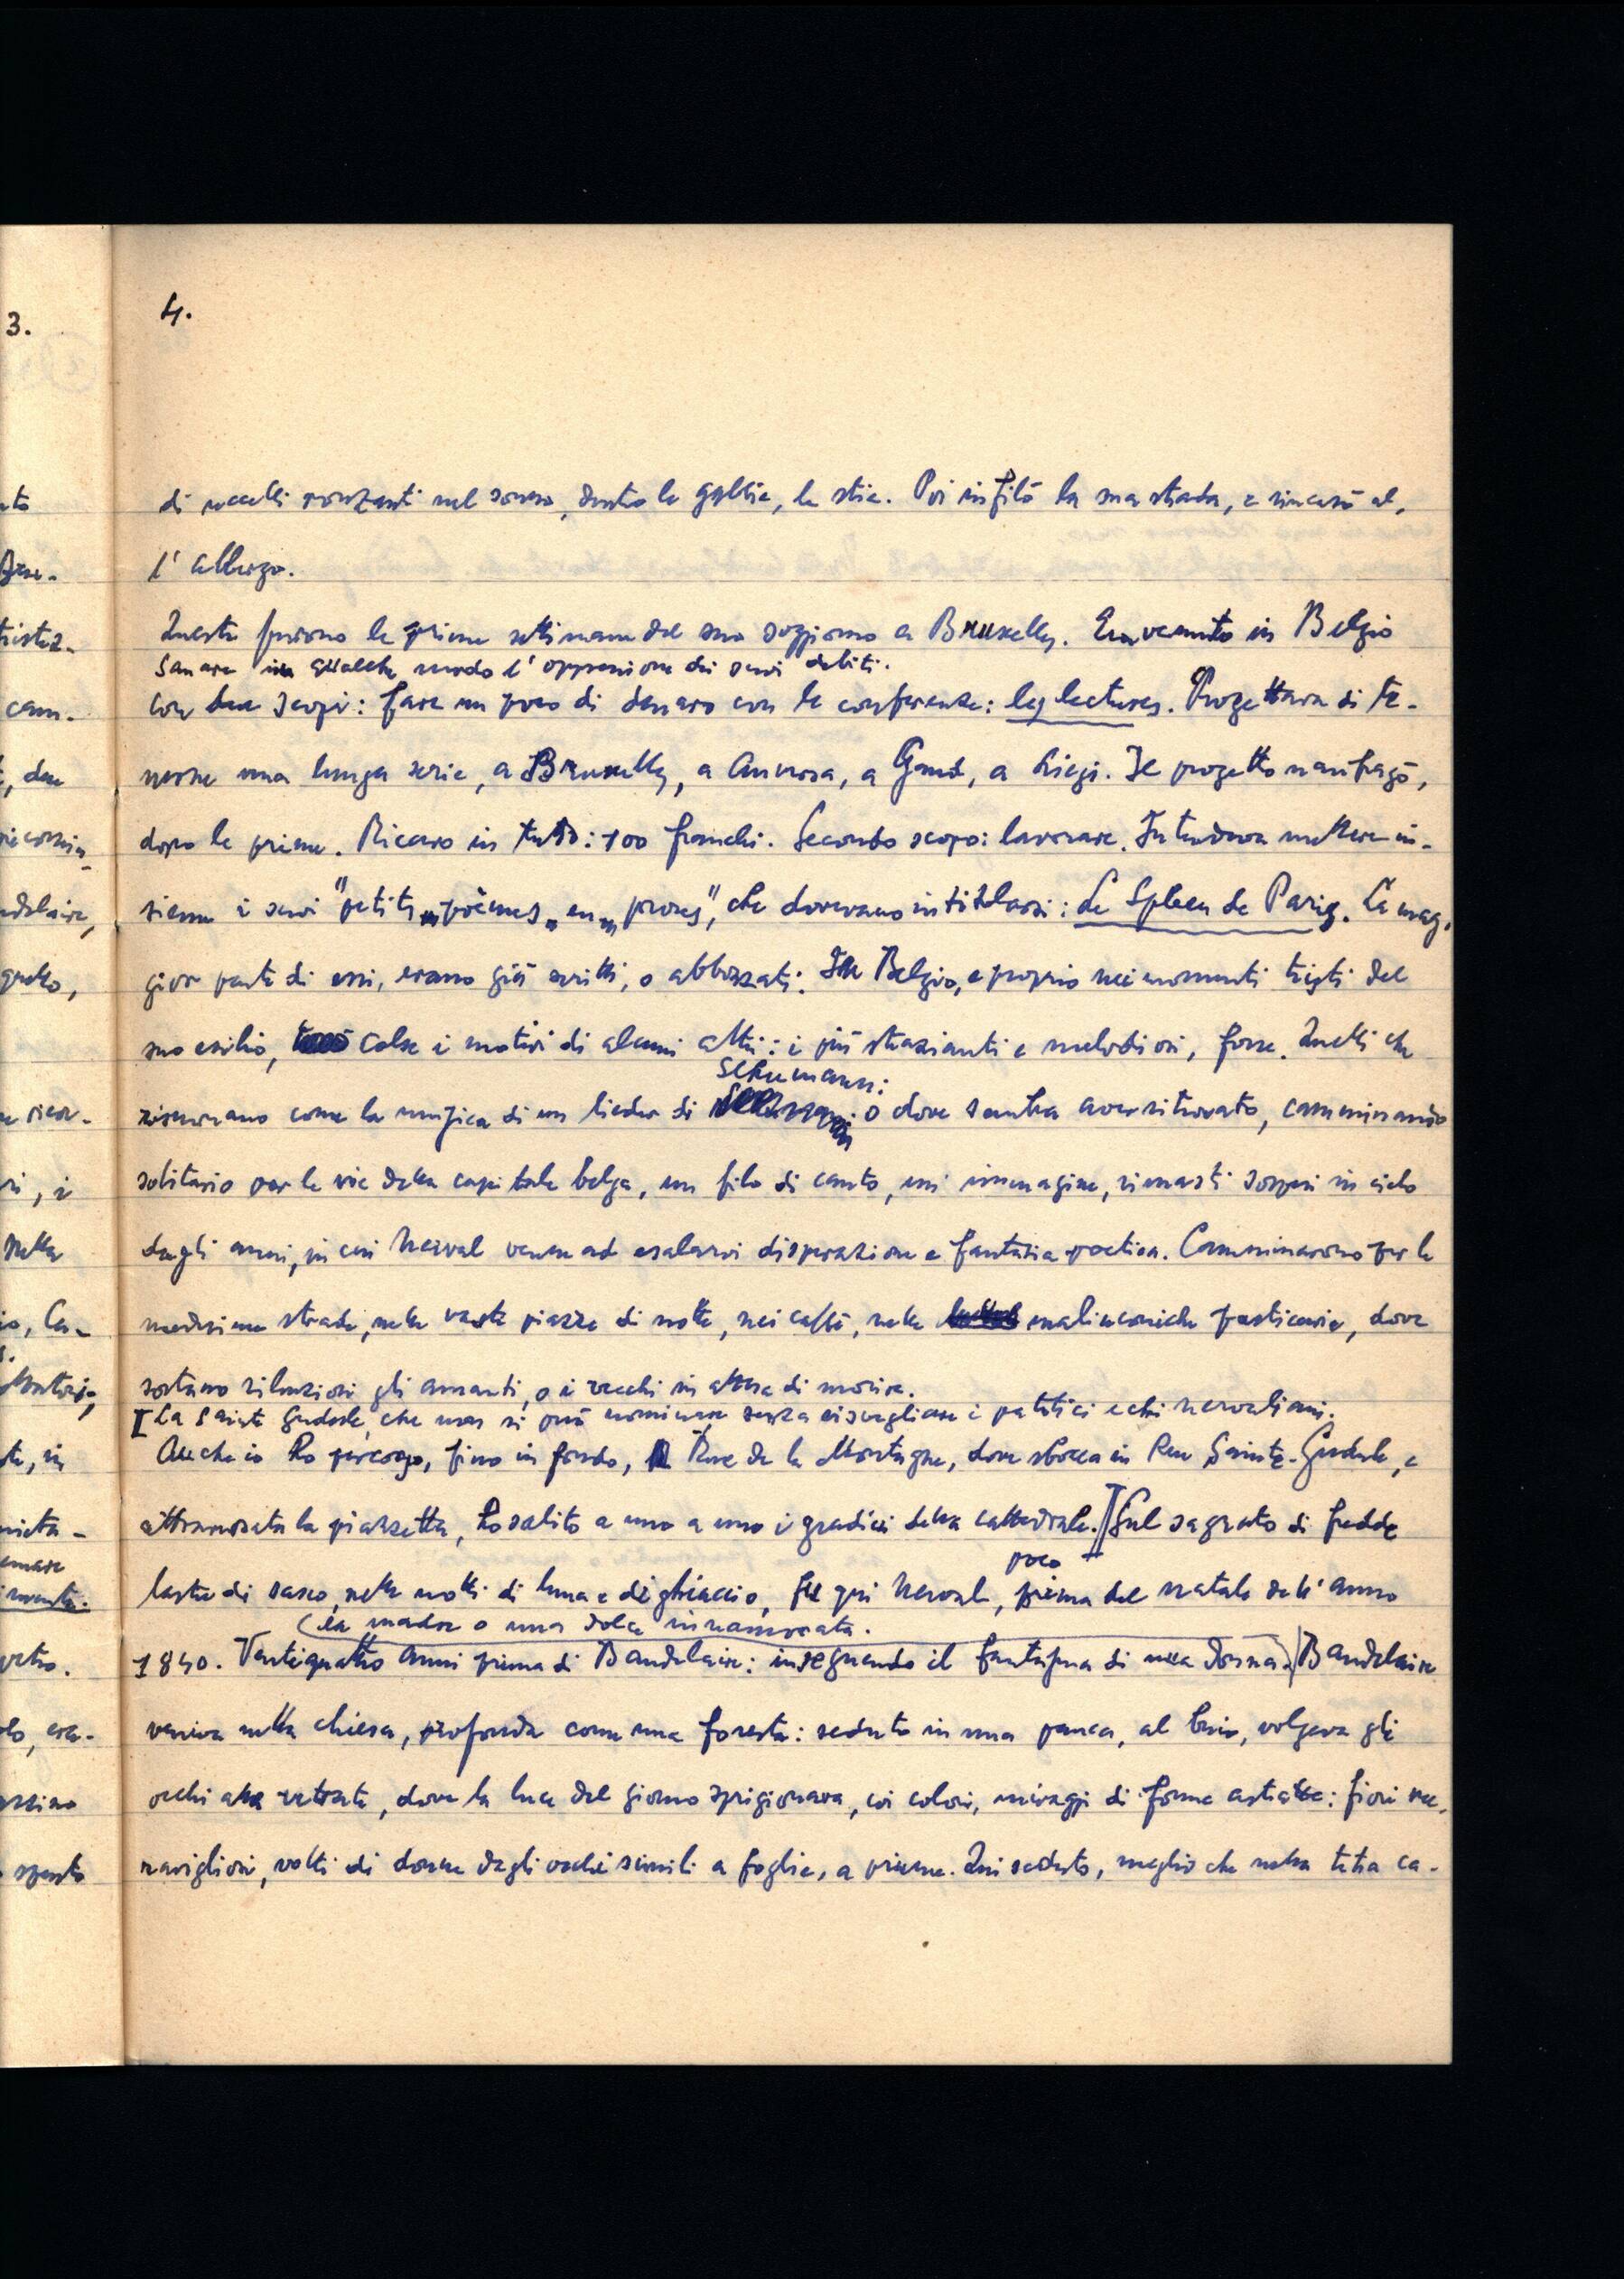 3.
4.
di uccelli ronzanti nel sonno, dentro le gabbie, le stie. Poi infilò la sua strada, e rincasò al-
l'albergo.
Queste furono le prime settimane del suo soggiorno a Bruxelles. Era venuto in Belgio
sanare in qualche modo l'oppressione dei suoi debiti.
con due scopi: fare un poco di denaro con le conferenze: les lectures. Progettava di te-
nerne una lunga serie, a Bruxelles, a Anversa, a Gand, a Liegi. Il progetto naufragò,
dopo le prime. Ricavo in tutto: 100 franchi. Secondo scopo: lavorare. Intendeva mettere in-
sieme i suoi "petits poèmes en proses", che dovevano intitolarsi: Le Spleen de Paris. La mag-
gior parte di essi, erano già scritti, o abbozzati. In Belgio, e proprio nei momenti tristi del
suo esilio, colse i motivi di alcuni altri: i più strazianti e melodiosi, forse. Quelli che
Schumann:
risuonano come la musica di un lieder di o dove sembra aver ritrovato, camminando
solitario per le vie della capitale belga, un filo di canto, un'immagine, rimasti sospesi in cielo
dagli anni, in cui Nerval venne ad esalarvi disperazione e fantasia poetica. Camminarono per le
medesime strade, nelle vaste piazze di notte, nei caffè, nelle malinconiche pasticcerie, dove
sostano silenziosi gli amanti, o i vecchi in attesa di morire.
[La Sainte Gudule, che non si può nominare senza risvegliare i patetici echi nervaliani.
Anche io ho percorso, fino in fondo, Rue de la Montagne, dove sbocca in Rue Sainte-Gudule, e
attraversata la piazzetta, ho salito a uno a uno i gradini della cattedrale. Sul sagrato di fredde
poco
lastre di sasso, nelle notti di luna e di ghiaccio, fu qui Nerval, prima del natale dell'anno
la madre o una dolce innamorata.
1840. Ventiquattro anni prima di Baudelaire: inseguendo il fantasma di una donna. Baudelaire
veniva nella chiesa, profonda come una foresta: seduto in una panca, al buio, volgeva gli
occhi alle vetrate, dove la luce del giorno sprigionava, coi colori, miraggi di forme astratte: fiori me-
ravigliosi, volti di donne dagli occhi simili a foglie, a piume. Qui seduto, meglio che nella tetra ca-